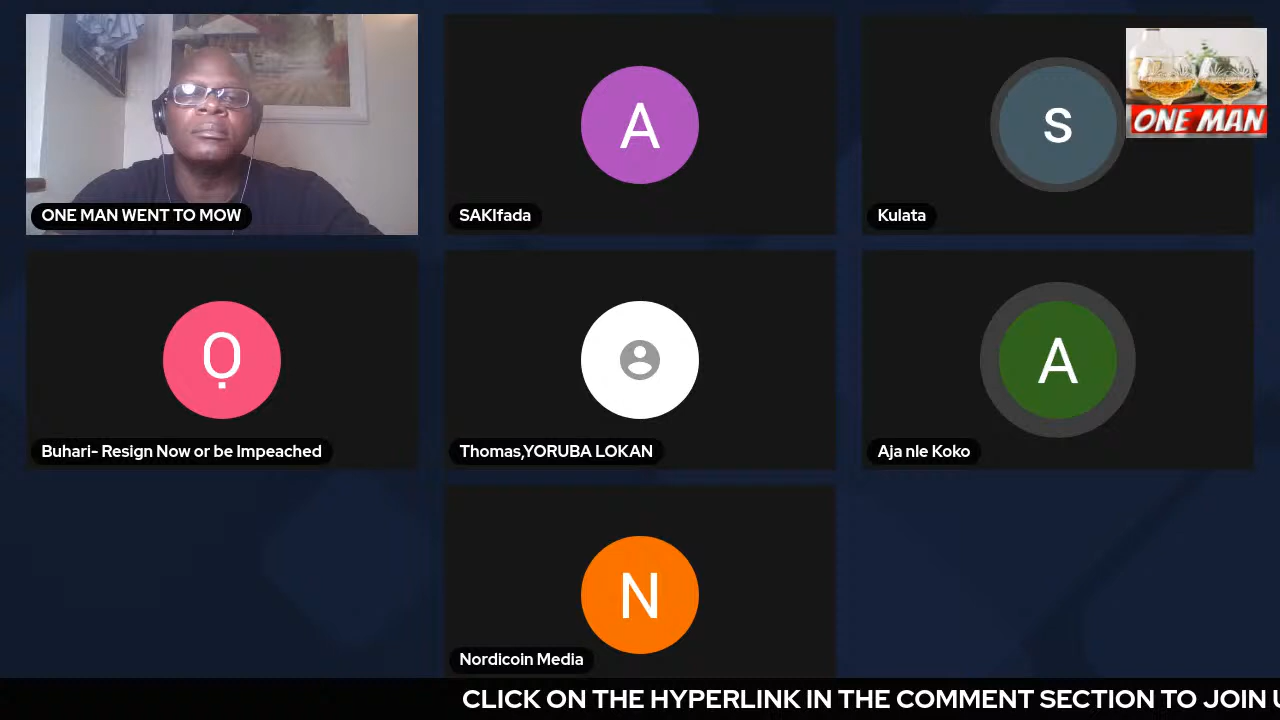 ONE MAN WENT TO MOW
A
SAKIfada
S
Kulata
ONE MAN
Ọ
Buhari- Resign Now or be Impeached
Thomas,YORUBA LOKAN
A
Aja nle Koko
N
Nordicoin Media
CLICK ON THE HYPERLINK IN THE COMMENT SECTION TO JOIN U